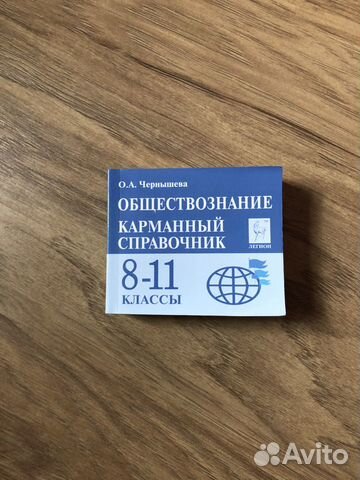 О.А. Чернышева
ОБЩЕСТВОЗНАНИЕ
КАРМАННЫЙ
СПРАВОЧНИК
ЛЕГИОН
8-11
КЛАССЫ
Avito